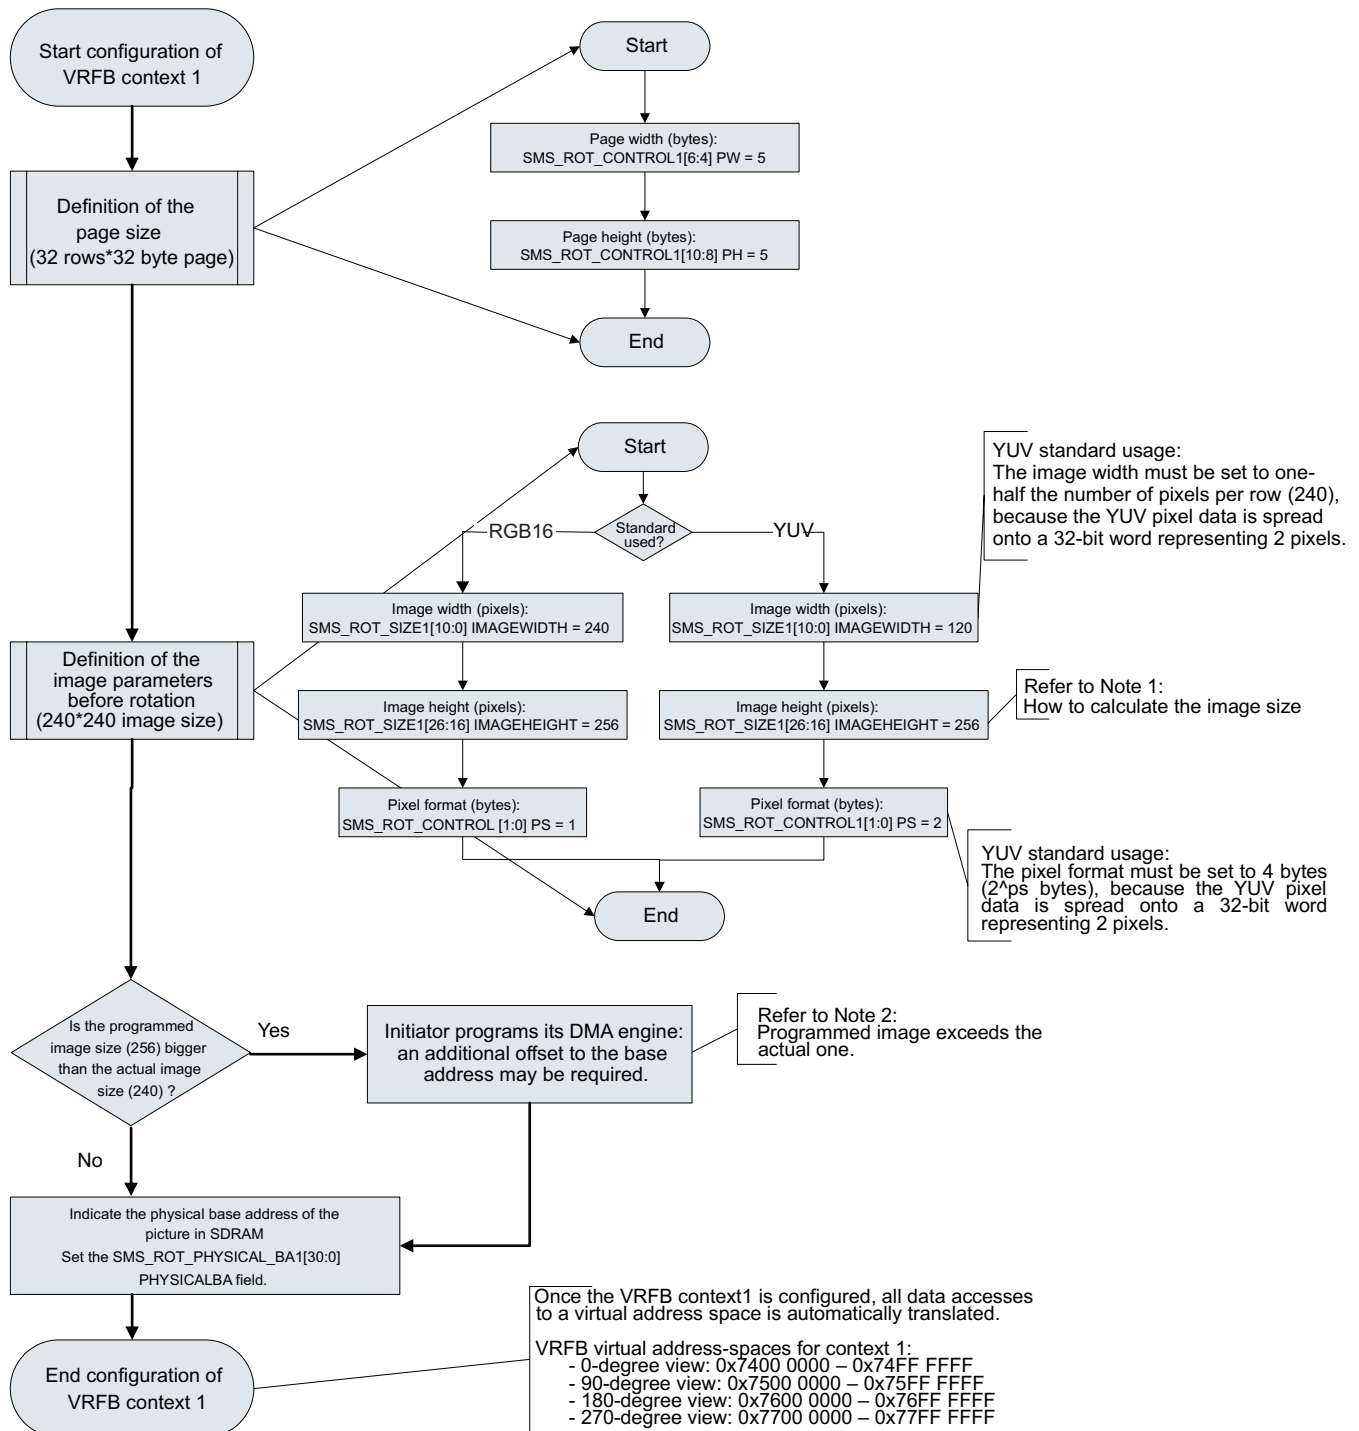 Start configuration of
VRFB context 1
Start
Page width (bytes):
SMS_ROT_CONTROL1[6:4] PW = 5
Definition of the
page size
(32 rows*32 byte page)
Page height (bytes):
SMS_ROT_CONTROL1[10:8] PH = 5
End
Start
YUV standard usage:
The image width must be set to one-
half the number of pixels per row (240),
because the YUV pixel data is spread
onto a 32-bit word representing 2 pixels.
RGB16
Standard
used?
YUV
Image width (pixels):
SMS_ROT_SIZE1[10:0] IMAGEWIDTH = 240
Image width (pixels):
SMS_ROT_SIZE1[10:0] IMAGEWIDTH = 120
Definition of the
image parameters
before rotation
(240*240 image size)
Image height (pixels):
SMS_ROT_SIZE1[26:16] IMAGEHEIGHT = 256
Image height (pixels):
SMS_ROT_SIZE1[26:16] IMAGEHEIGHT = 256
Refer to Note 1:
How to calculate the image size
Pixel format (bytes):
SMS_ROT_CONTROL [1:0] PS = 1
Pixel format (bytes):
SMS_ROT_CONTROL1[1:0] PS = 2
YUV standard usage:
The pixel format must be set to 4 bytes
(2^ps bytes), because the YUV pixel
data is spread onto a 32-bit word
representing 2 pixels.
End
Is the programmed
image size (256) bigger
than the actual image
size (240) ?
Yes
Initiator programs its DMA engine:
an additional offset to the base
address may be required.
Refer to Note 2:
Programmed image exceeds the
actual one.
No
Indicate the physical base address of the
picture in SDRAM
Set the SMS_ROT_PHYSICAL_BA1[30:0]
PHYSICALBA field.
End configuration of
VRFB context 1
Once the VRFB context1 is configured, all data accesses
to a virtual address space is automatically translated.
VRFB virtual address-spaces for context 1:
- 0-degree view: 0x7400 0000 – 0x74FF FFFF
- 90-degree view: 0x7500 0000 – 0x75FF FFFF
- 180-degree view: 0x7600 0000 – 0x76FF FFFF
- 270-degree view: 0x7700 0000 – 0x77FF FFFF